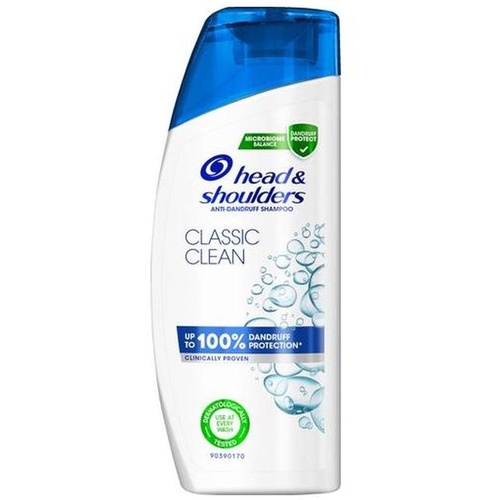 MICROBIOME
BALANCE
DANDRUFF
PROTECT
head &
shoulders
ANTI-DANDRUFF SHAMPOO
CLASSIC
CLEAN
UP
TO 100% DANDRUFF
PROTECTION*
CLINICALLY PROVEN
DERMATOLOGICALLY
USE AT
EVERY
WASH
TESTED
90390170